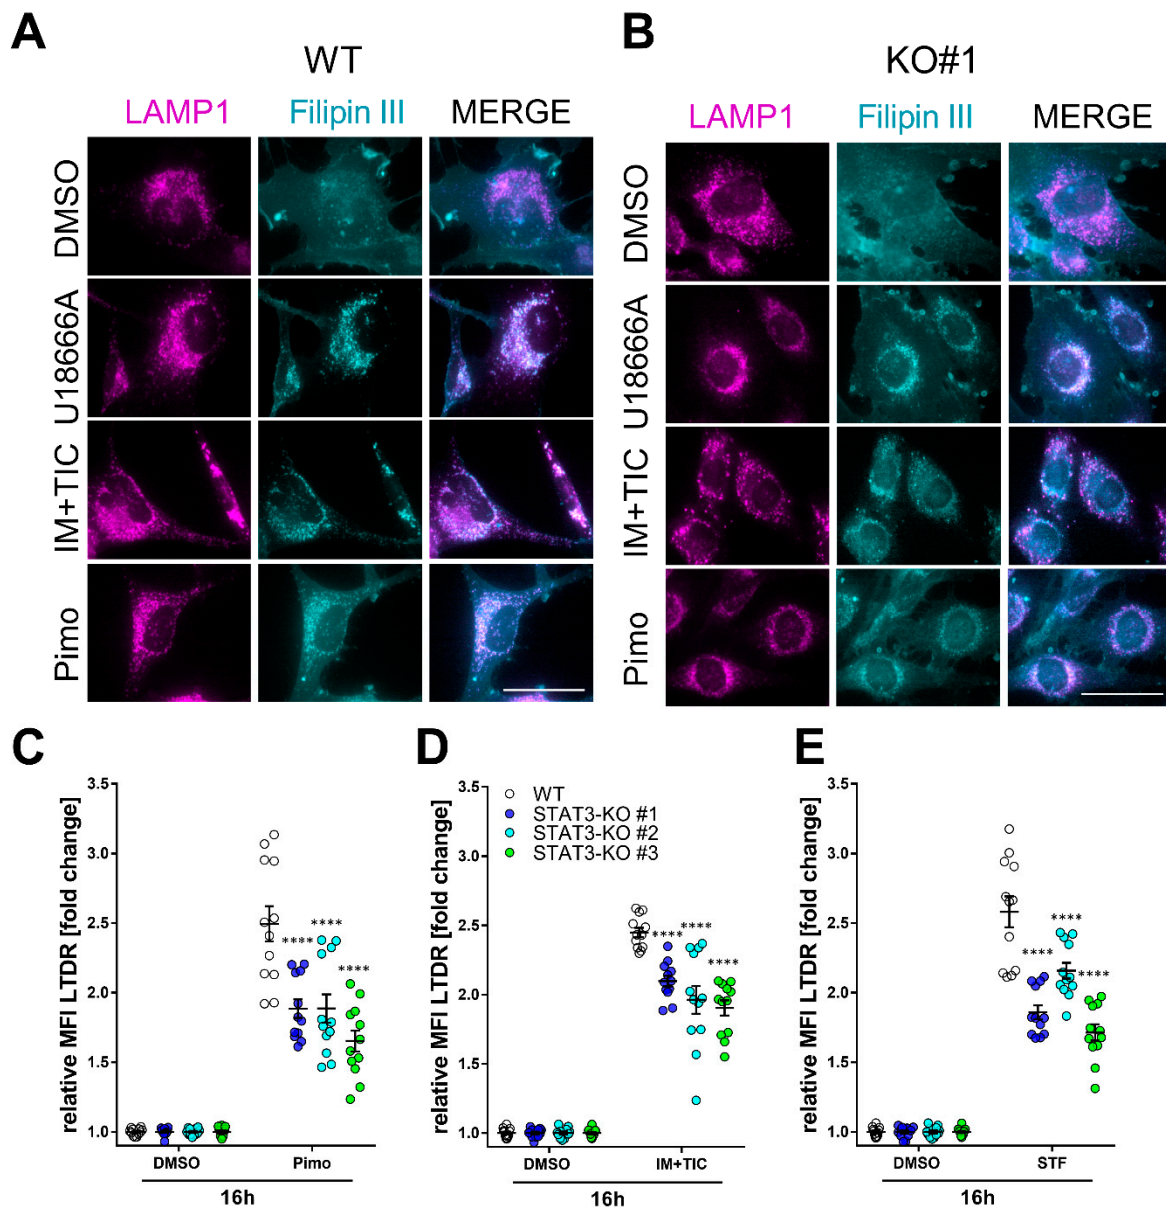 A
WT
LAMP1 Filipin III MERGE
DMSO
U18666A
IM+TIC
Pimo
B
KO#1
LAMP1 Filipin III MERGE
DMSO
U18666A
IM+TIC
Pimo
C
relative MFI LTDR [fold change]
3.5
3.0
2.5
2.0
1.5
1.0
****
****
****
DMSO Pimo
16h
D
relative MFI LTDR [fold change]
3.5
3.0
2.5
2.0
1.5
1.0
WT
STAT3-KO #1
STAT3-KO #2
STAT3-KO #3
****
****
****
DMSO IM+TIC
16h
E
relative MFI LTDR [fold change]
3.5
3.0
2.5
2.0
1.5
1.0
****
****
****
DMSO STF
16h